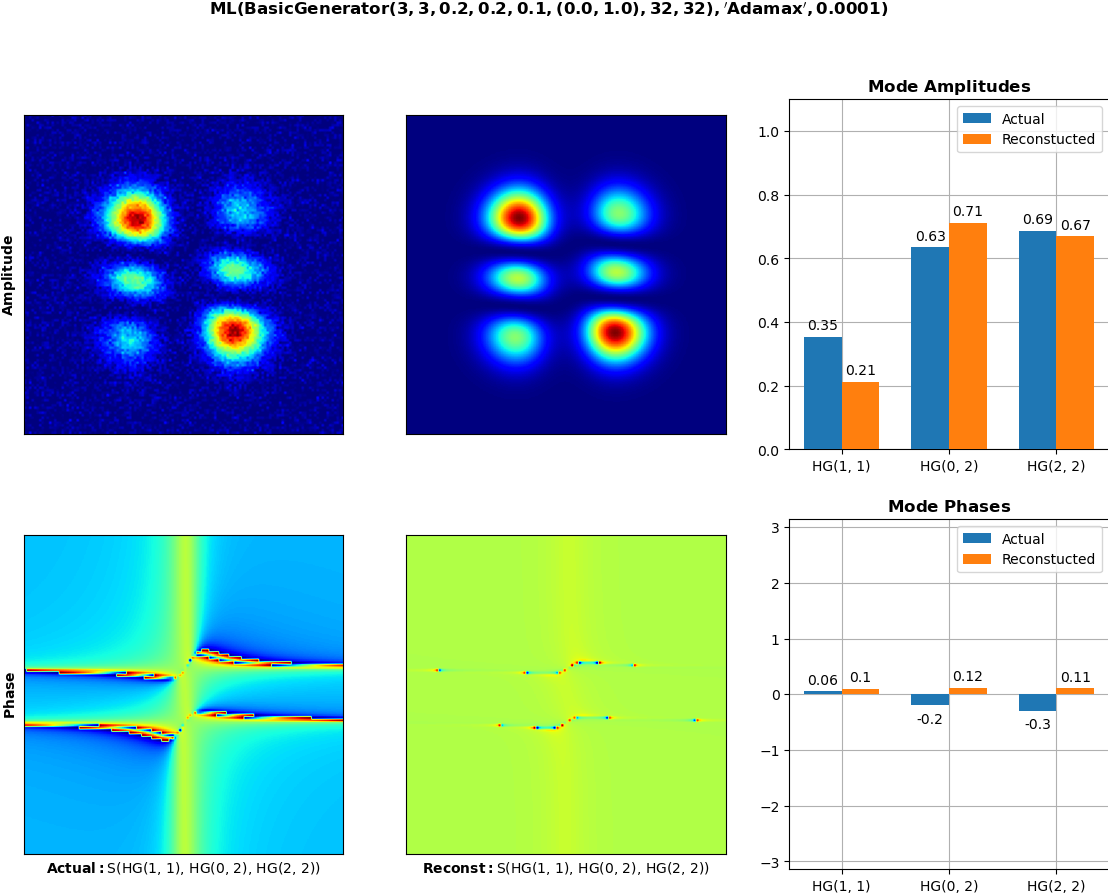 ML(BasicGenerator(3, 3, 0.2, 0.2, 0.1, (0.0, 1.0), 32, 32), ′Adamax′, 0.0001)
Amplitude
Mode Amplitudes
Actual
Reconstucted
1.0
0.8
0.6
0.4
0.2
0.0
0.35
0.21
0.63
0.71
0.69
0.67
HG(1, 1)
HG(0, 2)
HG(2, 2)
Phase
Actual: S(HG(1, 1), HG(0, 2), HG(2, 2))
Reconst: S(HG(1, 1), HG(0, 2), HG(2, 2))
Mode Phases
Actual
Reconstucted
3
2
1
0
−1
−2
−3
0.06
0.1
-0.2
0.12
-0.3
0.11
HG(1, 1)
HG(0, 2)
HG(2, 2)